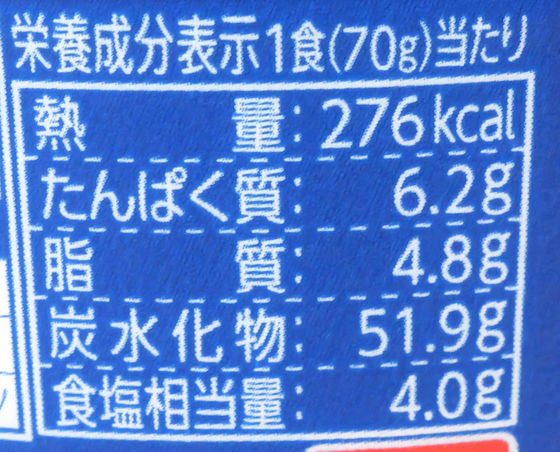 栄養成分表示1食(70g)当たり
熱量: 276kcal
たんぱく質: 6.2g
脂質: 4.8g
炭水化物: 51.9g
食塩相当量: 4.0g